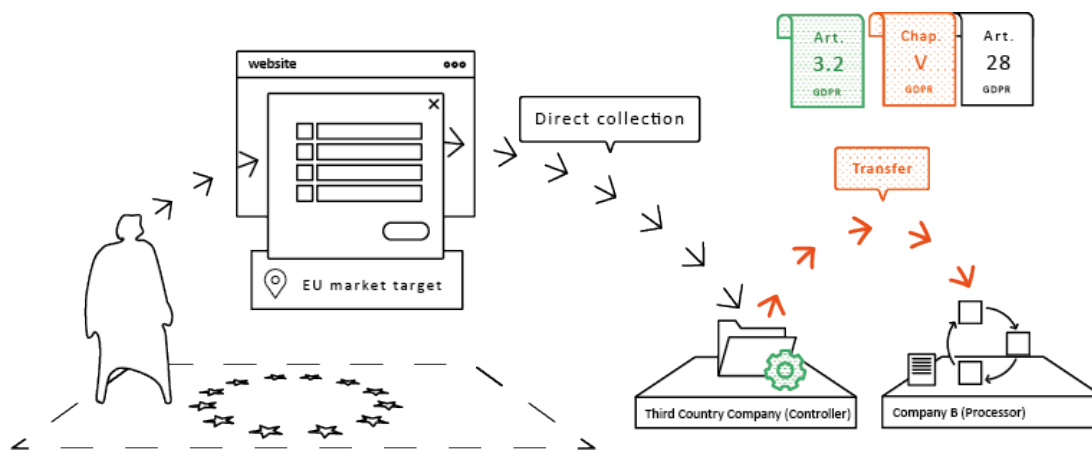 Art.
3.2
GDPR
Chap.
V
GDPR
Art.
28
GDPR
website
Direct collection
Transfer
EU market target
Third Country Company (Controller)
Company B (Processor)